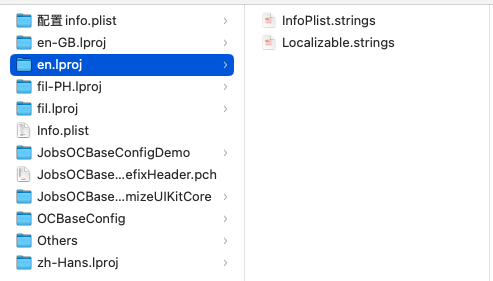 配置 info.plist
en-GB.lproj
en.lproj
fil-PH.lproj
fil.lproj
Info.plist
JobsOCBaseConfigDemo
JobsOCBase...efixHeader.pch
JobsOCBase...mizeUIKitCore
OCBaseConfig
Others
zh-Hans.lproj
InfoPlist.strings
Localizable.strings